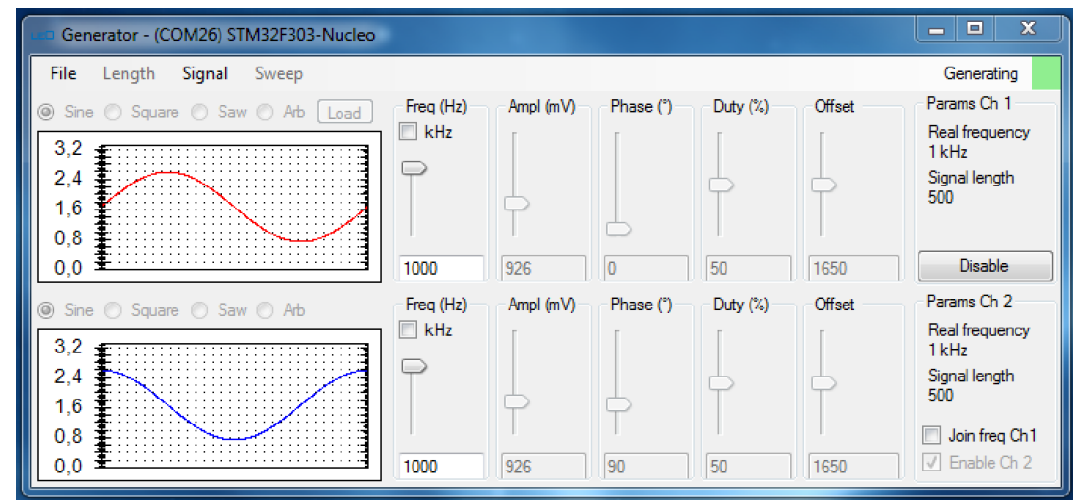 LEO Generator - (COM26) STM32F303-Nucleo
File Length Signal Sweep Generating
Sine Square Saw Arb Load
3,2
2,4
1,6
0,8
0,0
Freq (Hz)
kHz
1000
Ampl (mV)
926
Phase (°)
0
Duty (%)
50
Offset
1650
Params Ch 1
Real frequency
1 kHz
Signal length
500
Disable
Sine Square Saw Arb
3,2
2,4
1,6
0,8
0,0
Freq (Hz)
kHz
1000
Ampl (mV)
926
Phase (°)
90
Duty (%)
50
Offset
1650
Params Ch 2
Real frequency
1 kHz
Signal length
500
Join freq Ch1
Enable Ch 2